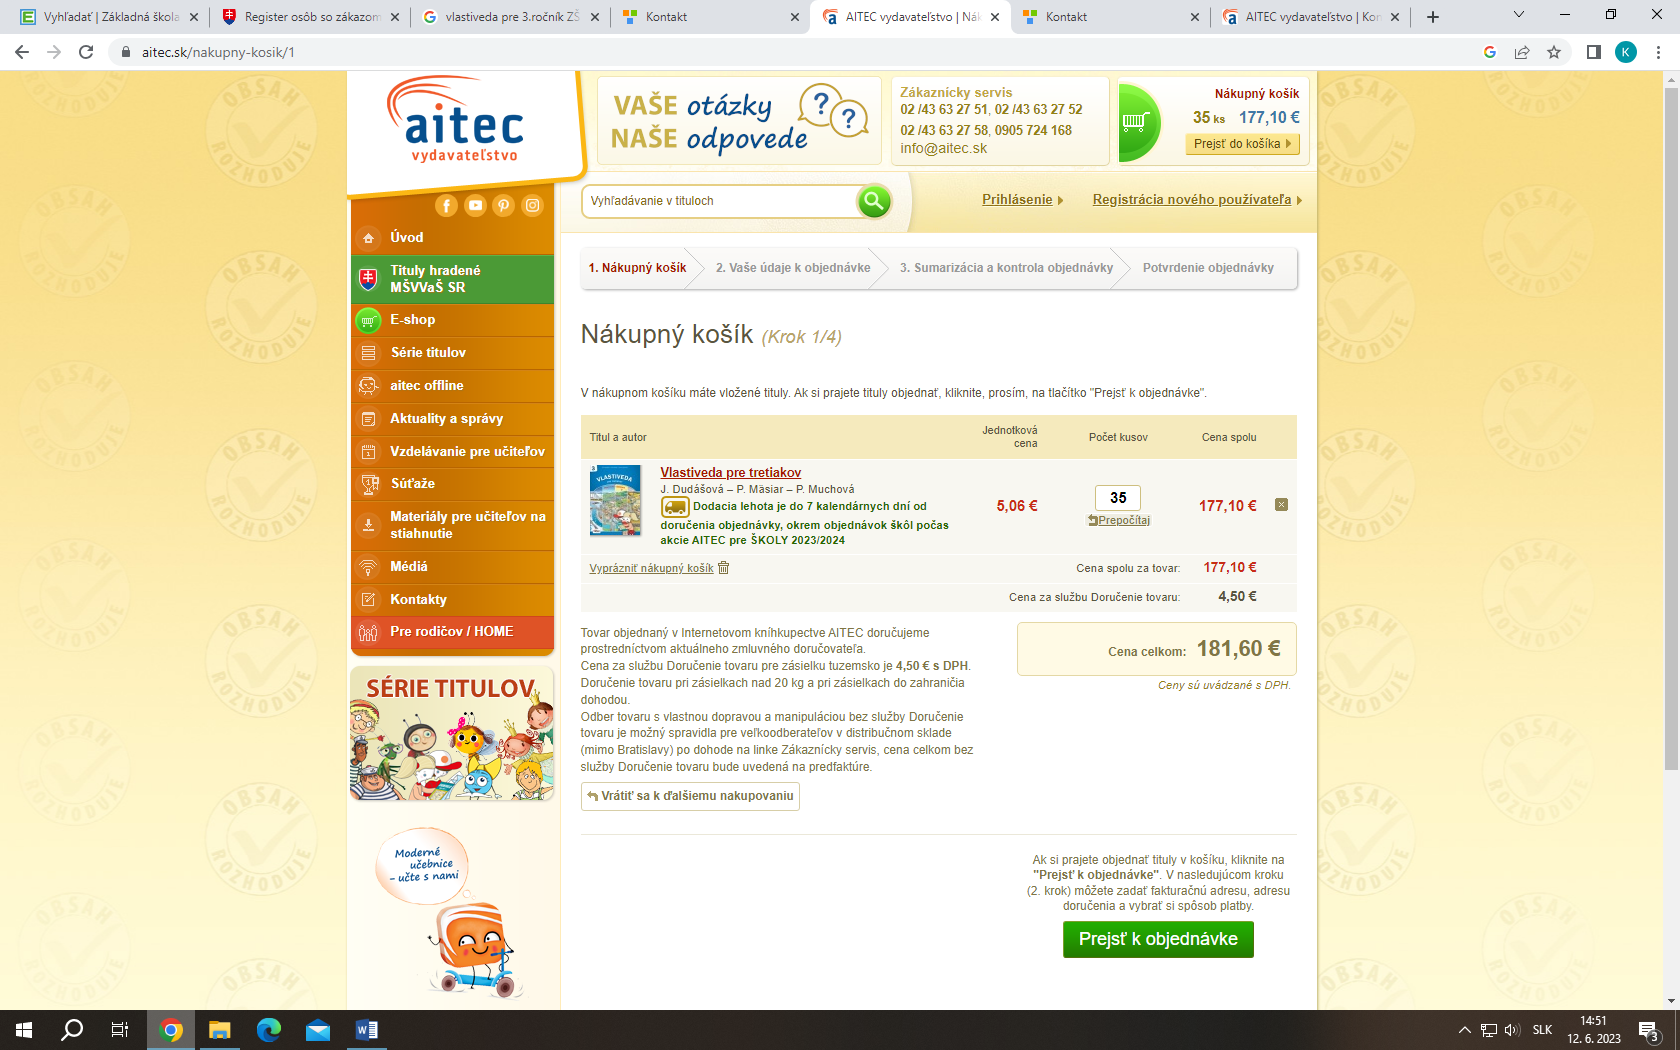 Vyhľadať | Základná škola
Register osôb so zákazom
vlastiveda pre 3.ročník ZŠ
Kontakt
AITEC vydavateľstvo | Nák
Kontakt
AITEC vydavateľstvo | Kon
aitec.sk/nakupny-kosik/1
K
aitec
vydavateľstvo
VAŠE otázky
NAŠE odpovede
Zákaznícky servis
02 /43 63 27 51, 02 /43 63 27 52
02 /43 63 27 58, 0905 724 168
info@aitec.sk
Nákupný košík
35 ks 177,10 €
Prejsť do košíka
Vyhľadávanie v tituloch
Prihlásenie
Registrácia nového používateľa
Úvod
Tituly hradené
MŠVVaŠ SR
E-shop
Série titulov
aitec offline
Aktuality a správy
Vzdelávanie pre učiteľov
Súťaže
Materiály pre učiteľov na
stiahnutie
Médiá
Kontakty
Pre rodičov / HOME
SÉRIE TITULOV
Moderné
učebnice
– učte s nami
1. Nákupný košík
2. Vaše údaje k objednávke
3. Sumarizácia a kontrola objednávky
Potvrdenie objednávky
Nákupný košík (Krok 1/4)
V nákupnom košíku máte vložené tituly. Ak si prajete tituly objednať, kliknite, prosím, na tlačítko "Prejsť k objednávke".
Titul a autor
Jednotková
cena
Počet kusov
Cena spolu
VLASTIVEDA
Vlastiveda pre tretiakov
J. Dudášová – P. Mäsiar – P. Muchová
Dodacia lehota je do 7 kalendárnych dní od
doručenia objednávky, okrem objednávok škôl počas
akcie AITEC pre ŠKOLY 2023/2024
5,06 €
35
Prepočítaj
177,10 €
Vyprázniť nákupný košík
Cena spolu za tovar: 177,10 €
Cena za službu Doručenie tovaru: 4,50 €
Tovar objednaný v Internetovom kníhkupectve AITEC doručujeme
prostredníctvom aktuálneho zmluvného doručovateľa.
Cena za službu Doručenie tovaru pre zásielku tuzemsko je 4,50 € s DPH.
Doručenie tovaru pri zásielkach nad 20 kg a pri zásielkach do zahraničia
dohodou.
Odber tovaru s vlastnou dopravou a manipuláciou bez služby Doručenie
tovaru je možný spravidla pre veľkoodberateľov v distribučnom sklade
(mimo Bratislavy) po dohode na linke Zákaznícky servis, cena celkom bez
služby Doručenie tovaru bude uvedená na predfaktúre.
Cena celkom: 181,60 €
Ceny sú uvádzané s DPH.
Vrátiť sa k ďalšiemu nakupovaniu
Ak si prajete objednať tituly v košíku, kliknite na
"Prejsť k objednávke". V nasledujúcom kroku
(2. krok) môžete zadať fakturačnú adresu, adresu
doručenia a vybrať si spôsob platby.
Prejsť k objednávke
OBSAH
ROZHODUJE
SLK
14:51
12. 6. 2023
3